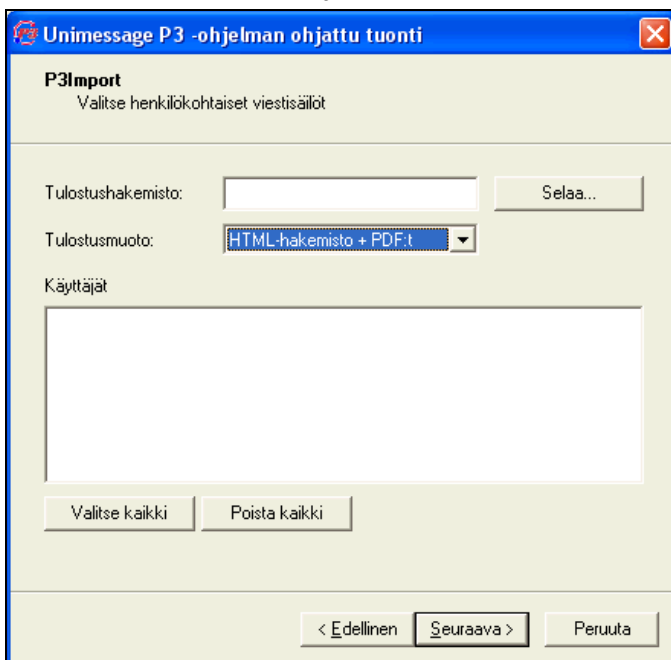 Unimessage P3 -ohjelman ohjattu tuonti
P3Import
Valitse henkilökohtaiset viestisäilöt
Tulostushakemisto:
Selaa...
Tulostusmuoto:
HTML-hakemisto + PDF:t
Käyttäjät
Valitse kaikki
Poista kaikki
< Edellinen
Seuraava >
Peruuta